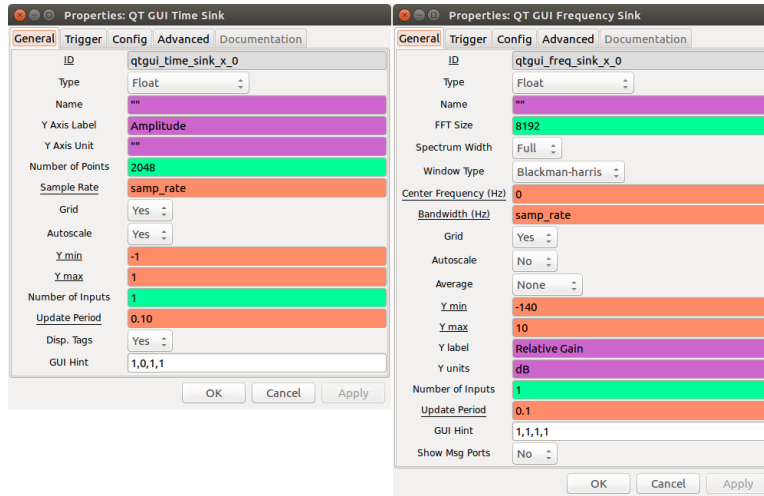 Properties: QT GUI Time Sink
General Trigger Config Advanced Documentation
ID qtgui_time_sink_x_0
Type Float
Name ""
Y Axis Label Amplitude
Y Axis Unit ""
Number of Points 2048
Sample Rate samp_rate
Grid Yes
Autoscale Yes
Y min -1
Y max 1
Number of Inputs 1
Update Period 0.10
Disp. Tags Yes
GUI Hint 1,0,1,1
OK Cancel Apply
Properties: QT GUI Frequency Sink
General Trigger Config Advanced Documentation
ID qtgui_freq_sink_x_0
Type Float
Name ""
FFT Size 8192
Spectrum Width Full
Window Type Blackman-harris
Center Frequency (Hz) 0
Bandwidth (Hz) samp_rate
Grid Yes
Autoscale No
Average None
Y min -140
Y max 10
Y label Relative Gain
Y units dB
Number of Inputs 1
Update Period 0.1
GUI Hint 1,1,1,1
Show Msg Ports No
OK Cancel Apply